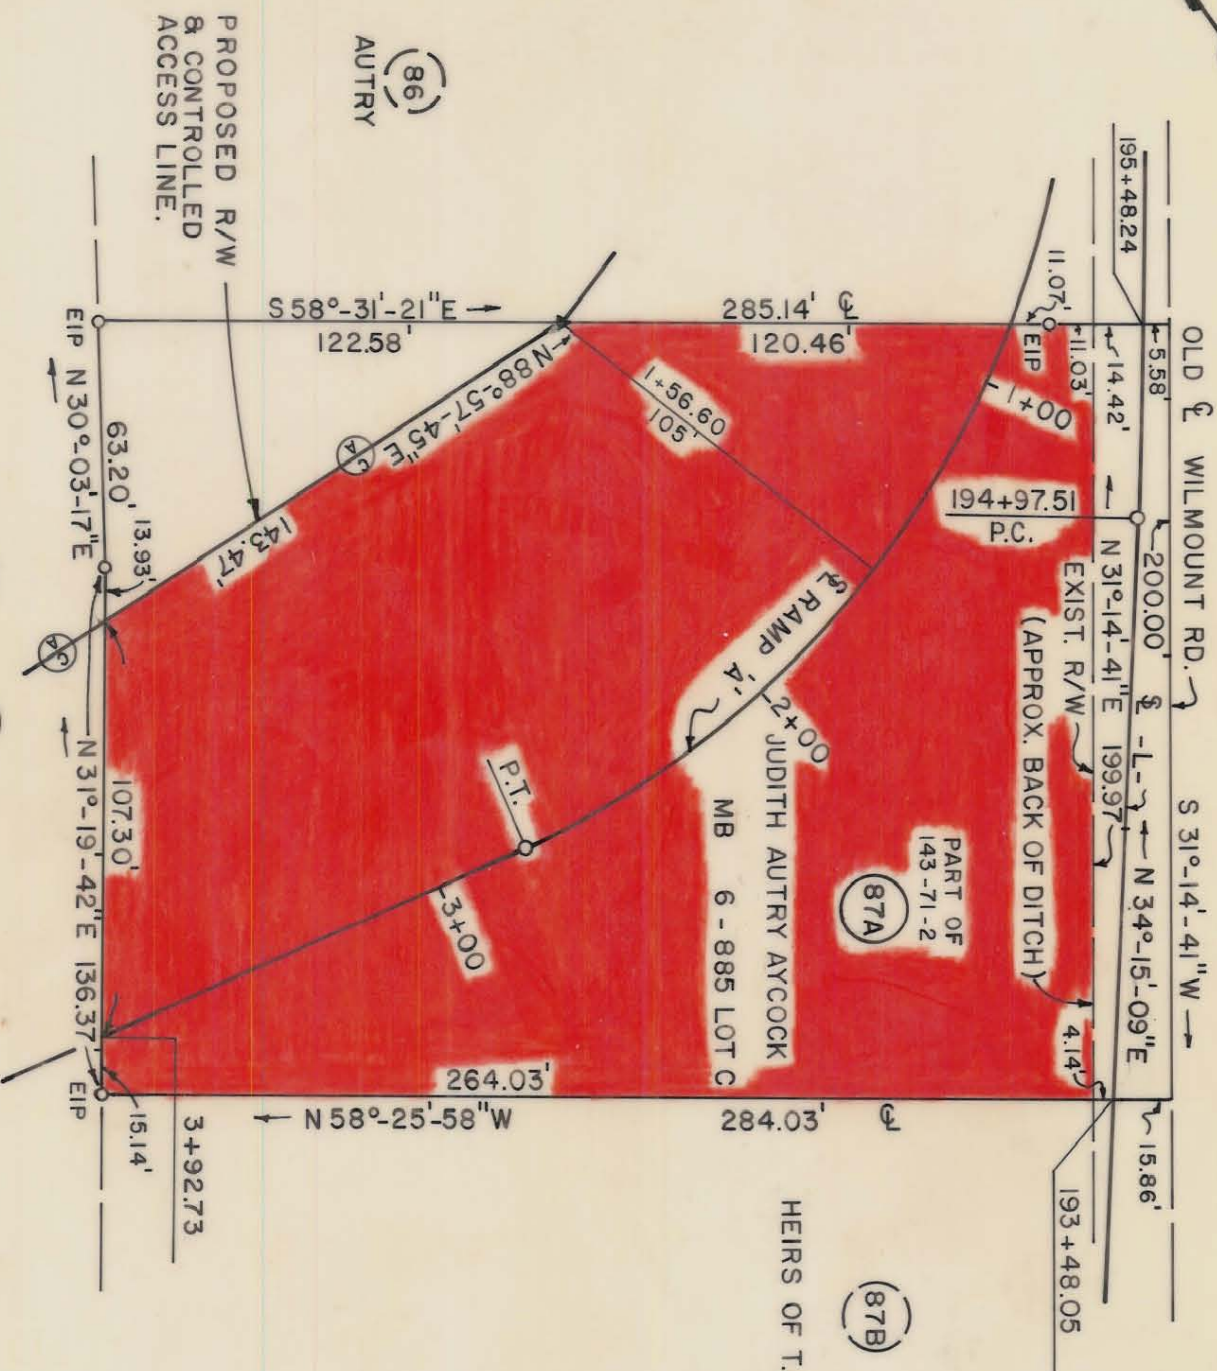 OLD ℄ WILMOUNT RD.
S 31°-14'-41"W →
5.58'
200.00'
℄ -L-
← N 34°-15'-09"E
15.86'
195+48.24
14.42'
← N 31°-14'-41"E 199.97'
194+97.51
P.C.
EXIST. R/W
(APPROX. BACK OF DITCH)
4.14'
193+48.05
11.07'
11.03'
EIP
1+00
285.14' ℄
120.46'
S 58°-31'-21"E →
122.58'
1+56.60
105'
℄ RAMP 'A'
2+00
PART OF
143-71-2
87A
JUDITH AUTRY AYCOCK
MB 6-885 LOT C
P.T.
3+00
86
AUTRY
PROPOSED R/W
& CONTROLLED
ACCESS LINE.
← N 88°-57'-45"E
143.47'
C/A
C/A
264.03'
← N 58°-25'-58"W
284.03' ℄
87B
HEIRS OF T.
EIP
63.20'
13.93'
107.30'
← N 30°-03'-17"E
← N 31°-19'-42"E 136.37'
EIP
15.14'
3+92.73